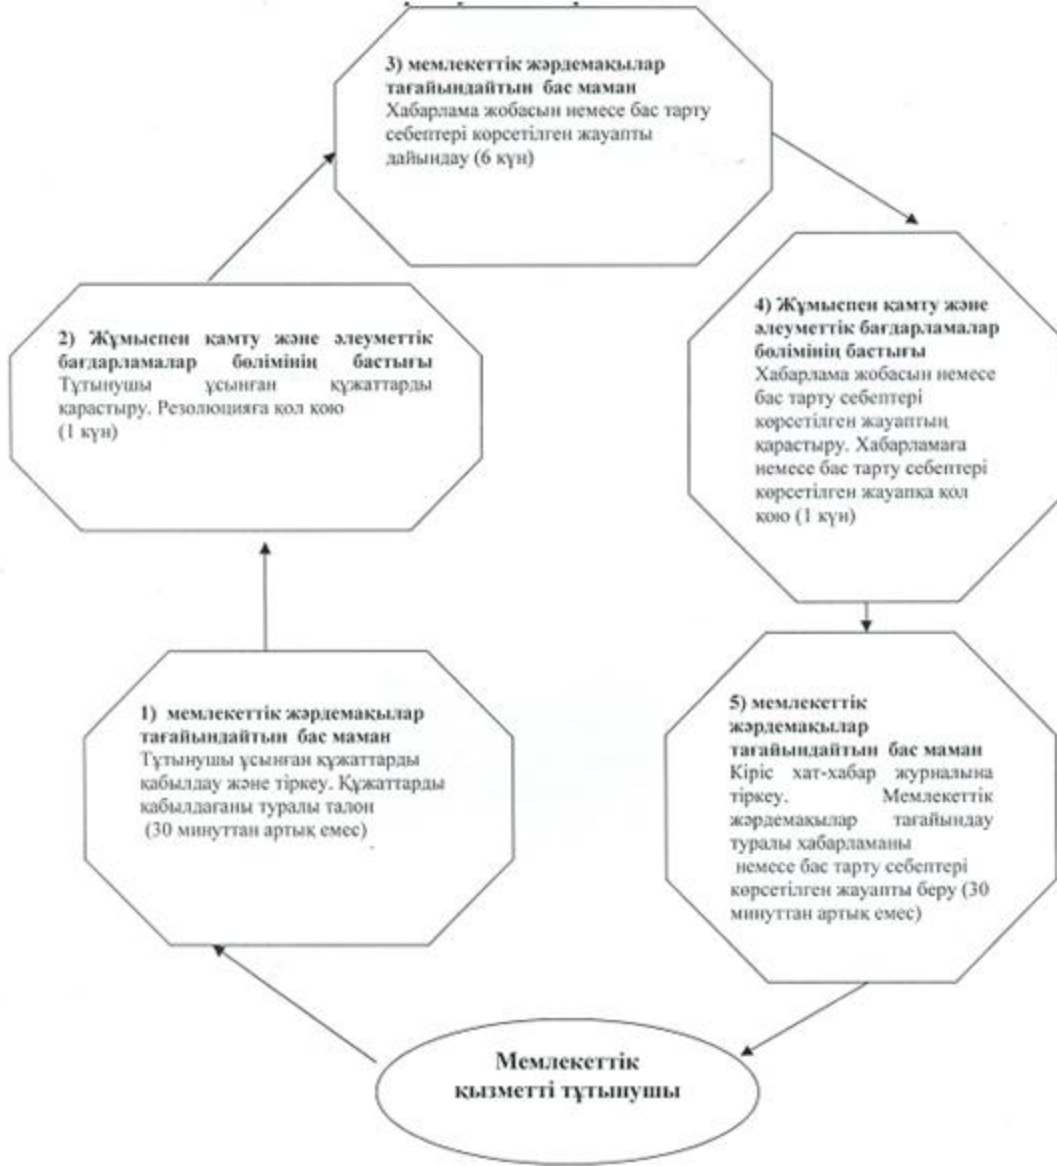 3) мемлекеттік жәрдемақылар
тағайындайтын бас маман
Хабарлама жобасын немесе бас тарту
себептері көрсетілген жауапты
дайындау (6 күн)
2) Жұмыспен қамту және әлеуметтік
бағдарламалар бөлімінің бастығы
Тұтынушы ұсынған құжаттарды
қарастыру. Резолюцияға қол қою
(1 күн)
4) Жұмыспен қамту және
әлеуметтік бағдарламалар
бөлімінің бастығы
Хабарлама жобасын немесе
бас тарту себептері
көрсетілген жауаптың
қарастыру. Хабарламаға
немесе бас тарту себептері
көрсетілген жауапқа қол
қою (1 күн)
1) мемлекеттік жәрдемақылар
тағайындайтын бас маман
Тұтынушы ұсынған құжаттарды
қабылдау және тіркеу. Құжаттарды
қабылдағаны туралы талон
(30 минуттан артық емес)
5) мемлекеттік
жәрдемақылар
тағайындайтын бас маман
Кіріс хат-хабар журналына
тіркеу. Мемлекеттік
жәрдемақылар тағайындау
туралы хабарламаны
немесе бас тарту себептері
көрсетілген жауапты беру (30
минуттан артық емес)
Мемлекеттік
қызметті тұтынушы